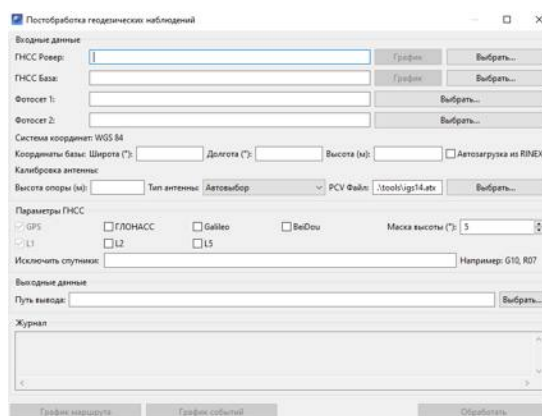 Постобработка геодезических наблюдений
Входные данные
ГНСС Ровер: График Выбрать...
ГНСС База: График Выбрать...
Фотосет 1: Выбрать...
Фотосет 2: Выбрать...
Система координат: WGS 84
Координаты базы: Широта (°): Долгота (°): Высота (м): Автозагрузка из RINEX
Калибровка антенны:
Высота опоры (м): Тип антенны: Автовыбор PCV Файл: .\tools\igs14.atx Выбрать...
Параметры ГНСС
GPS ГЛОНАСС Galileo BeiDou Маска высоты (°): 5
L1 L2 L5
Исключить спутники: Например: G10, R07
Выходные данные
Путь вывода: Выбрать...
Журнал
График маршрута График событий Обработать